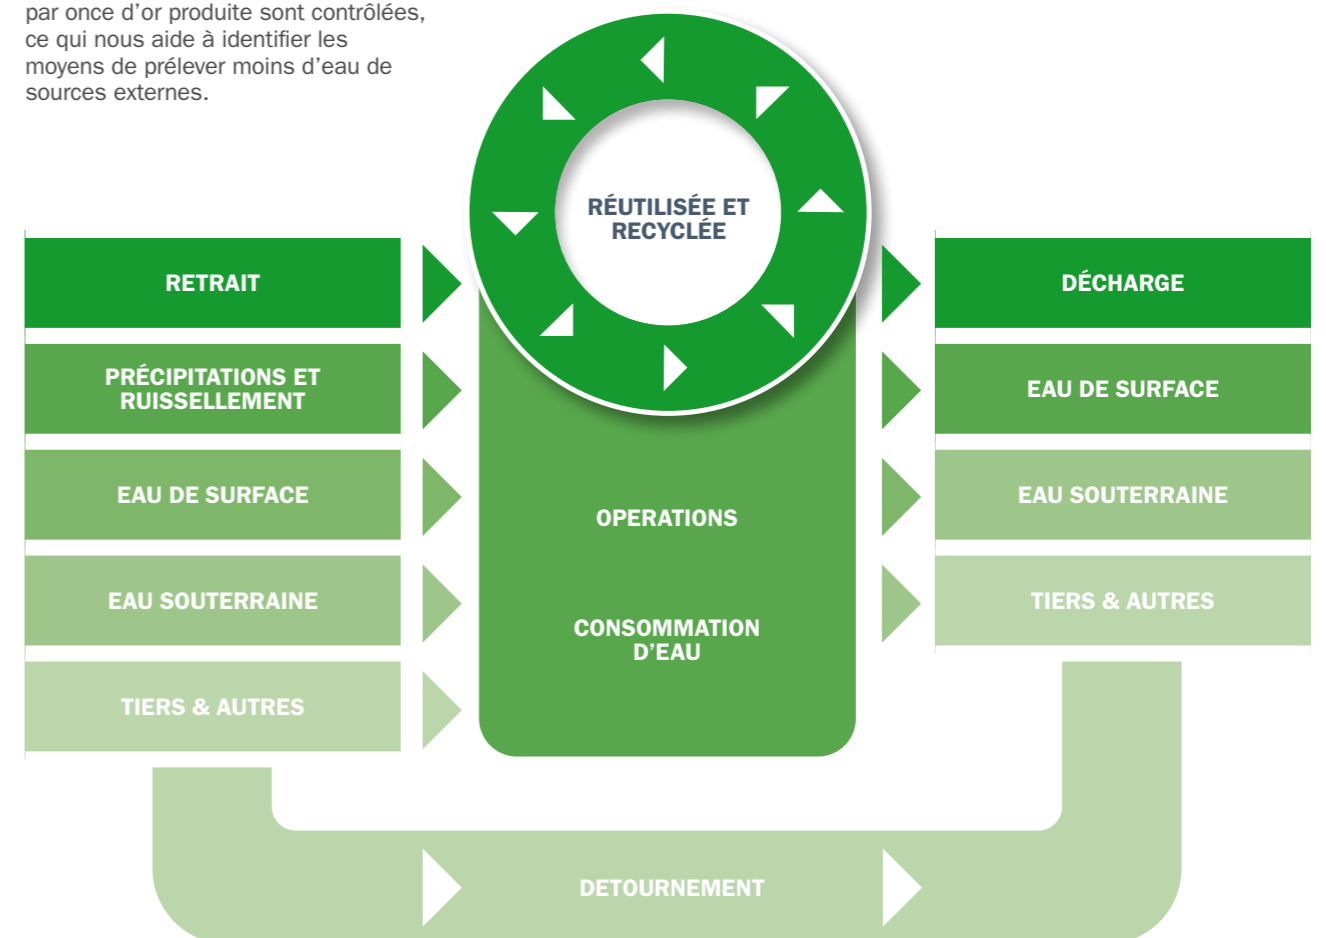 par once d’or produite sont contrôlées,
ce qui nous aide à identifier les
moyens de prélever moins d’eau de
sources externes.
RÉUTILISÉE ET
RECYCLÉE
RETRAIT
PRÉCIPITATIONS ET
RUISSELLEMENT
EAU DE SURFACE
EAU SOUTERRAINE
TIERS & AUTRES
OPERATIONS
CONSOMMATION
D’EAU
DÉCHARGE
EAU DE SURFACE
EAU SOUTERRAINE
TIERS & AUTRES
DETOURNEMENT